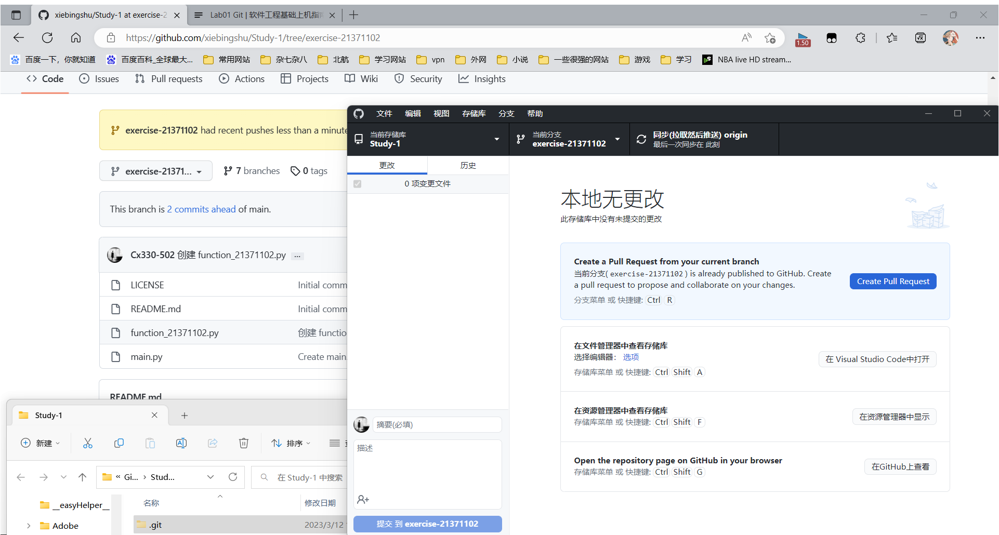 xiebingshu/Study-1 at exercise-2
Lab01 Git | 软件工程基础上机指
https://github.com/xiebingshu/Study-1/tree/exercise-21371102
1.50
百度一下，你就知道
百度百科_全球最大...
常用网站
杂七杂八
北航
学习网站
vpn
外网
小说
一些很强的网站
游戏
学习
NBA live HD stream...
Code
Issues
Pull requests
Actions
Projects
Wiki
Security
Insights
exercise-21371102 had recent pushes less than a minute
exercise-21371...
7 branches
0 tags
This branch is 2 commits ahead of main.
Cx330-502 创建 function_21371102.py ...
LICENSE
Initial comm
README.md
Initial comm
function_21371102.py
创建 functio
main.py
Create main.
README.md
文件 编辑 视图 存储库 分支 帮助
当前存储库
Study-1
当前分支
exercise-21371102
同步(拉取然后推送) origin
最后一次同步在 此刻
更改
历史
0 项变更文件
本地无更改
此存储库中没有未提交的更改
Create a Pull Request from your current branch
当前分支( exercise-21371102 ) is already published to GitHub. Create
a pull request to propose and collaborate on your changes.
分支菜单 或 快捷键: Ctrl R
Create Pull Request
在文件管理器中查看存储库
选择编辑器： 选项
存储库菜单 或 快捷键: Ctrl Shift A
在 Visual Studio Code中打开
在资源管理器中查看存储库
存储库菜单 或 快捷键: Ctrl Shift F
在资源管理器中显示
Open the repository page on GitHub in your browser
存储库菜单 或 快捷键: Ctrl Shift G
在GitHub上查看
摘要(必填)
描述
提交 到 exercise-21371102
Study-1
新建
排序
« Gi... › Stud...
在 Study-1 中搜索
__easyHelper__
Adobe
名称
修改日期
.git
2023/3/12